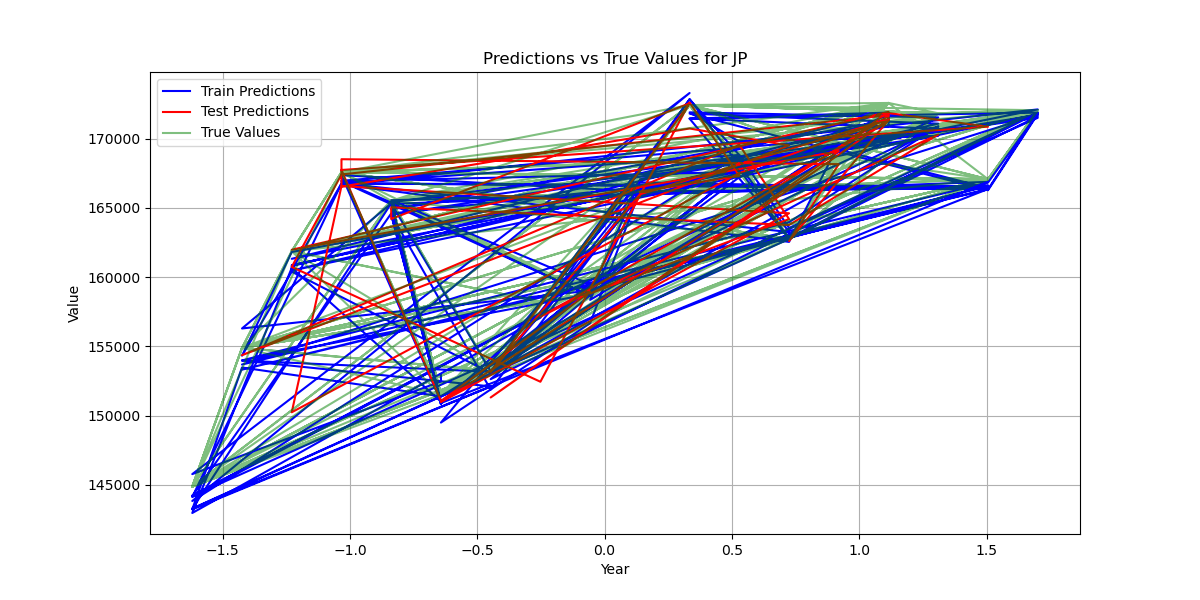 Predictions vs True Values for JP
Train Predictions
Test Predictions
True Values
170000
165000
160000
155000
150000
145000
Value
−1.5
−1.0
−0.5
0.0
0.5
1.0
1.5
Year